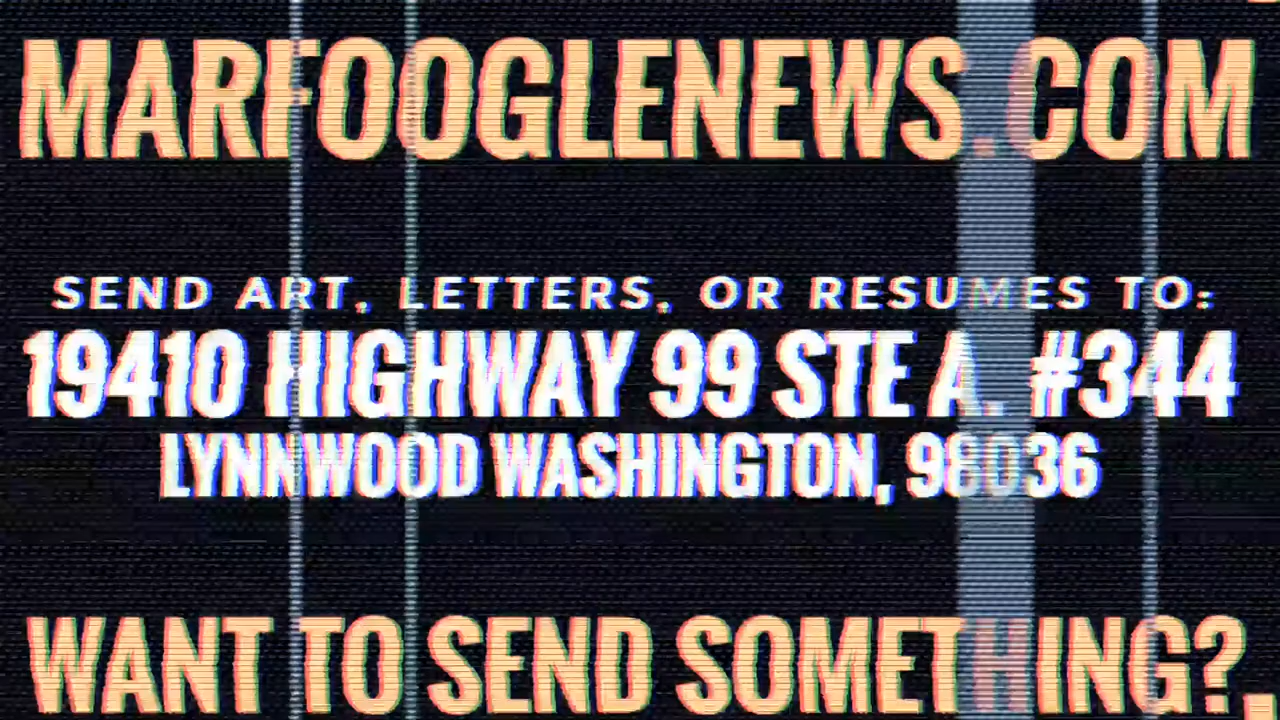 MARFOOGLENEWS.COM
SEND ART, LETTERS, OR RESUMES TO:
19410 HIGHWAY 99 STE A. #344
LYNNWOOD WASHINGTON, 98036
WANT TO SEND SOMETHING?